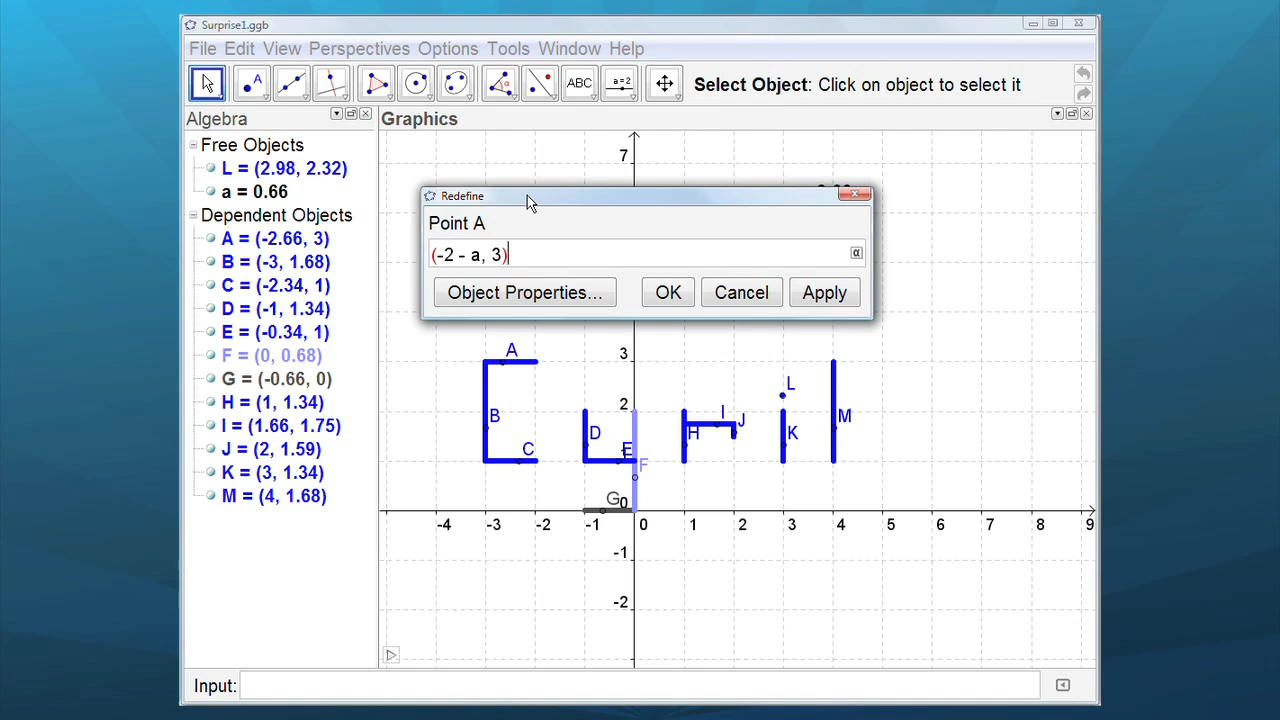 Surprise1.ggb
File Edit View Perspectives Options Tools Window Help
A ABC a=2 Select Object: Click on object to select it
Algebra
Graphics
Free Objects
L = (2.98, 2.32)
a = 0.66
Dependent Objects
A = (-2.66, 3)
B = (-3, 1.68)
C = (-2.34, 1)
D = (-1, 1.34)
E = (-0.34, 1)
F = (0, 0.68)
G = (-0.66, 0)
H = (1, 1.34)
I = (1.66, 1.75)
J = (2, 1.59)
K = (3, 1.34)
M = (4, 1.68)
7
Redefine
Point A
(-2 - a, 3)
α
Object Properties... OK Cancel Apply
A 3
L
2
B D H I J K M
C E F
G 0
-4 -3 -2 -1 0 1 2 3 4 5 6 7 8 9
-1
-2
Input: